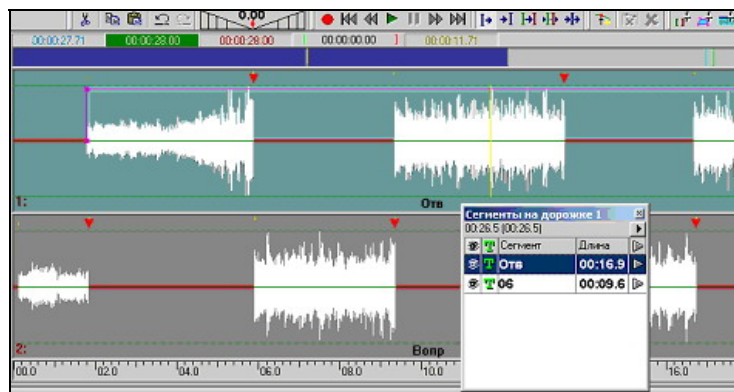 0.00
00:00:27.71 00:00:28.00 00:00:28.00 [ 00:00:00.00 ] 00:00:11.71
1: Отв
Сегменты на дорожке 1
00:26.5 (00:26.5)
T Сегмент Длина
T Отв 00:16.9
T 06 00:09.6
2: Вопр
00.0 02.0 04.0 06.0 08.0 10.0 16.0